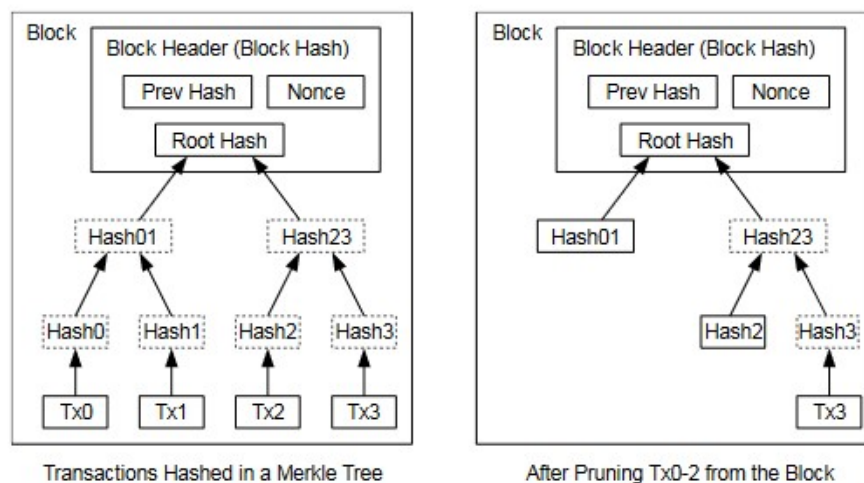 Block
Block Header (Block Hash)
Prev Hash
Nonce
Root Hash
Hash01
Hash23
Hash0
Hash1
Hash2
Hash3
Tx0
Tx1
Tx2
Tx3
Transactions Hashed in a Merkle Tree
Block
Block Header (Block Hash)
Prev Hash
Nonce
Root Hash
Hash01
Hash23
Hash2
Hash3
Tx3
After Pruning Tx0-2 from the Block